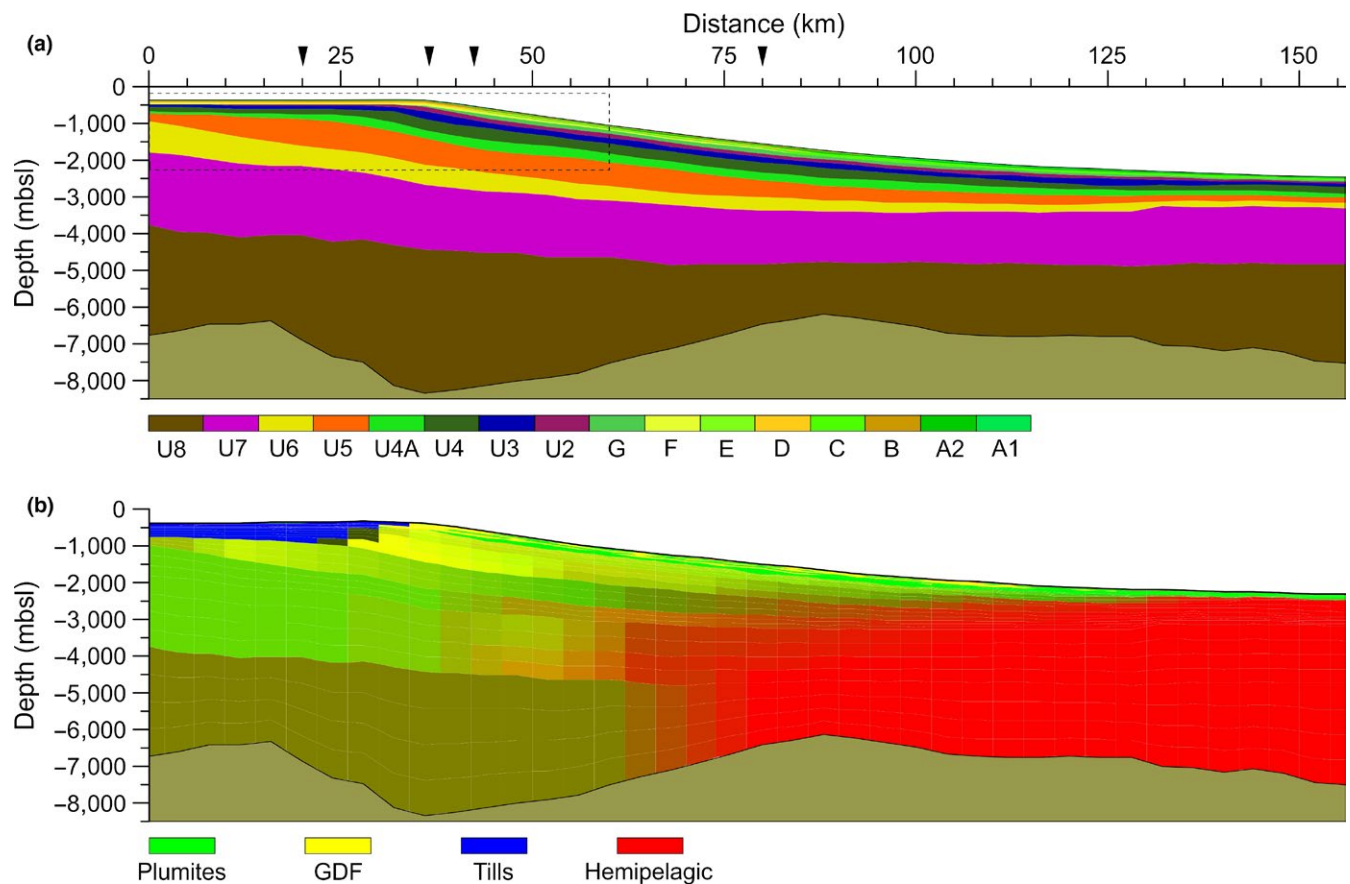 Distance (km)
(a)
0 25 50 75 100 125 150
0
−1,000
−2,000
−3,000
−4,000
−5,000
−6,000
−7,000
−8,000
Depth (mbsl)
U8 U7 U6 U5 U4A U4 U3 U2 G F E D C B A2 A1
(b)
0
−1,000
−2,000
−3,000
−4,000
−5,000
−6,000
−7,000
−8,000
Depth (mbsl)
Plumites GDF Tills Hemipelagic